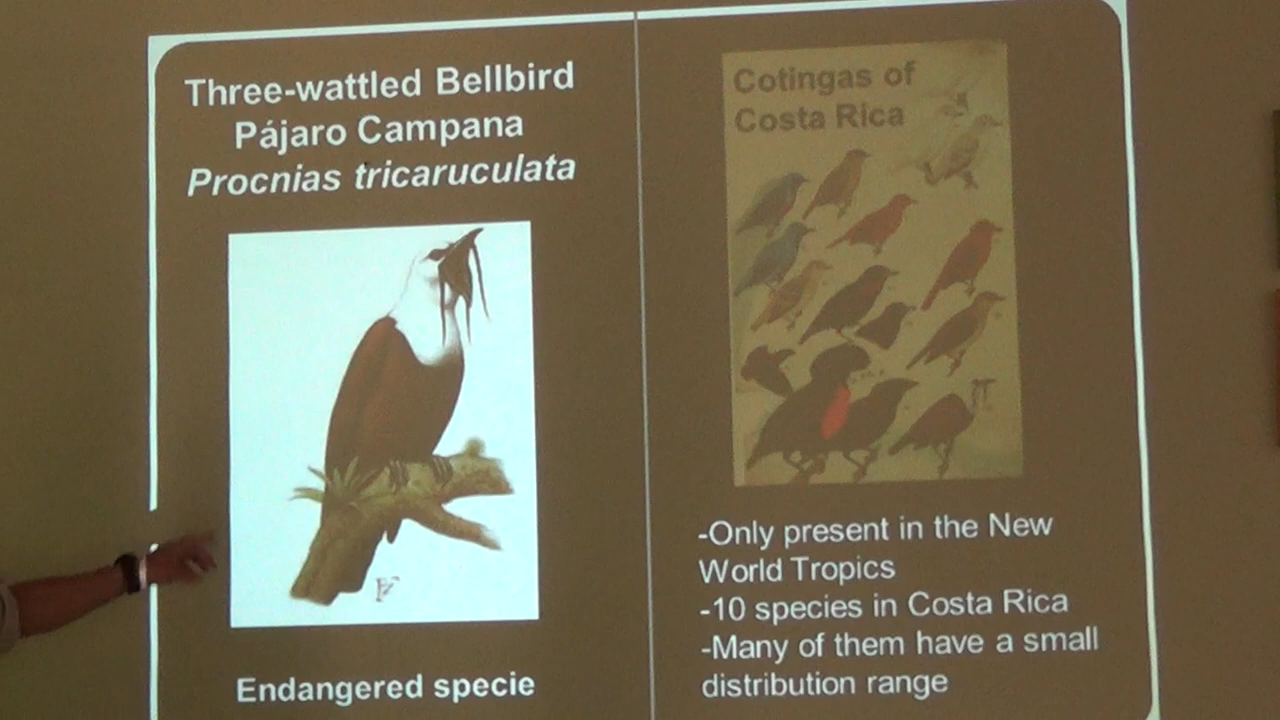 Three-wattled Bellbird
Pájaro Campana
Procnias tricaruculata
Endangered specie
Cotingas of
Costa Rica
-Only present in the New
World Tropics
-10 species in Costa Rica
-Many of them have a small
distribution range